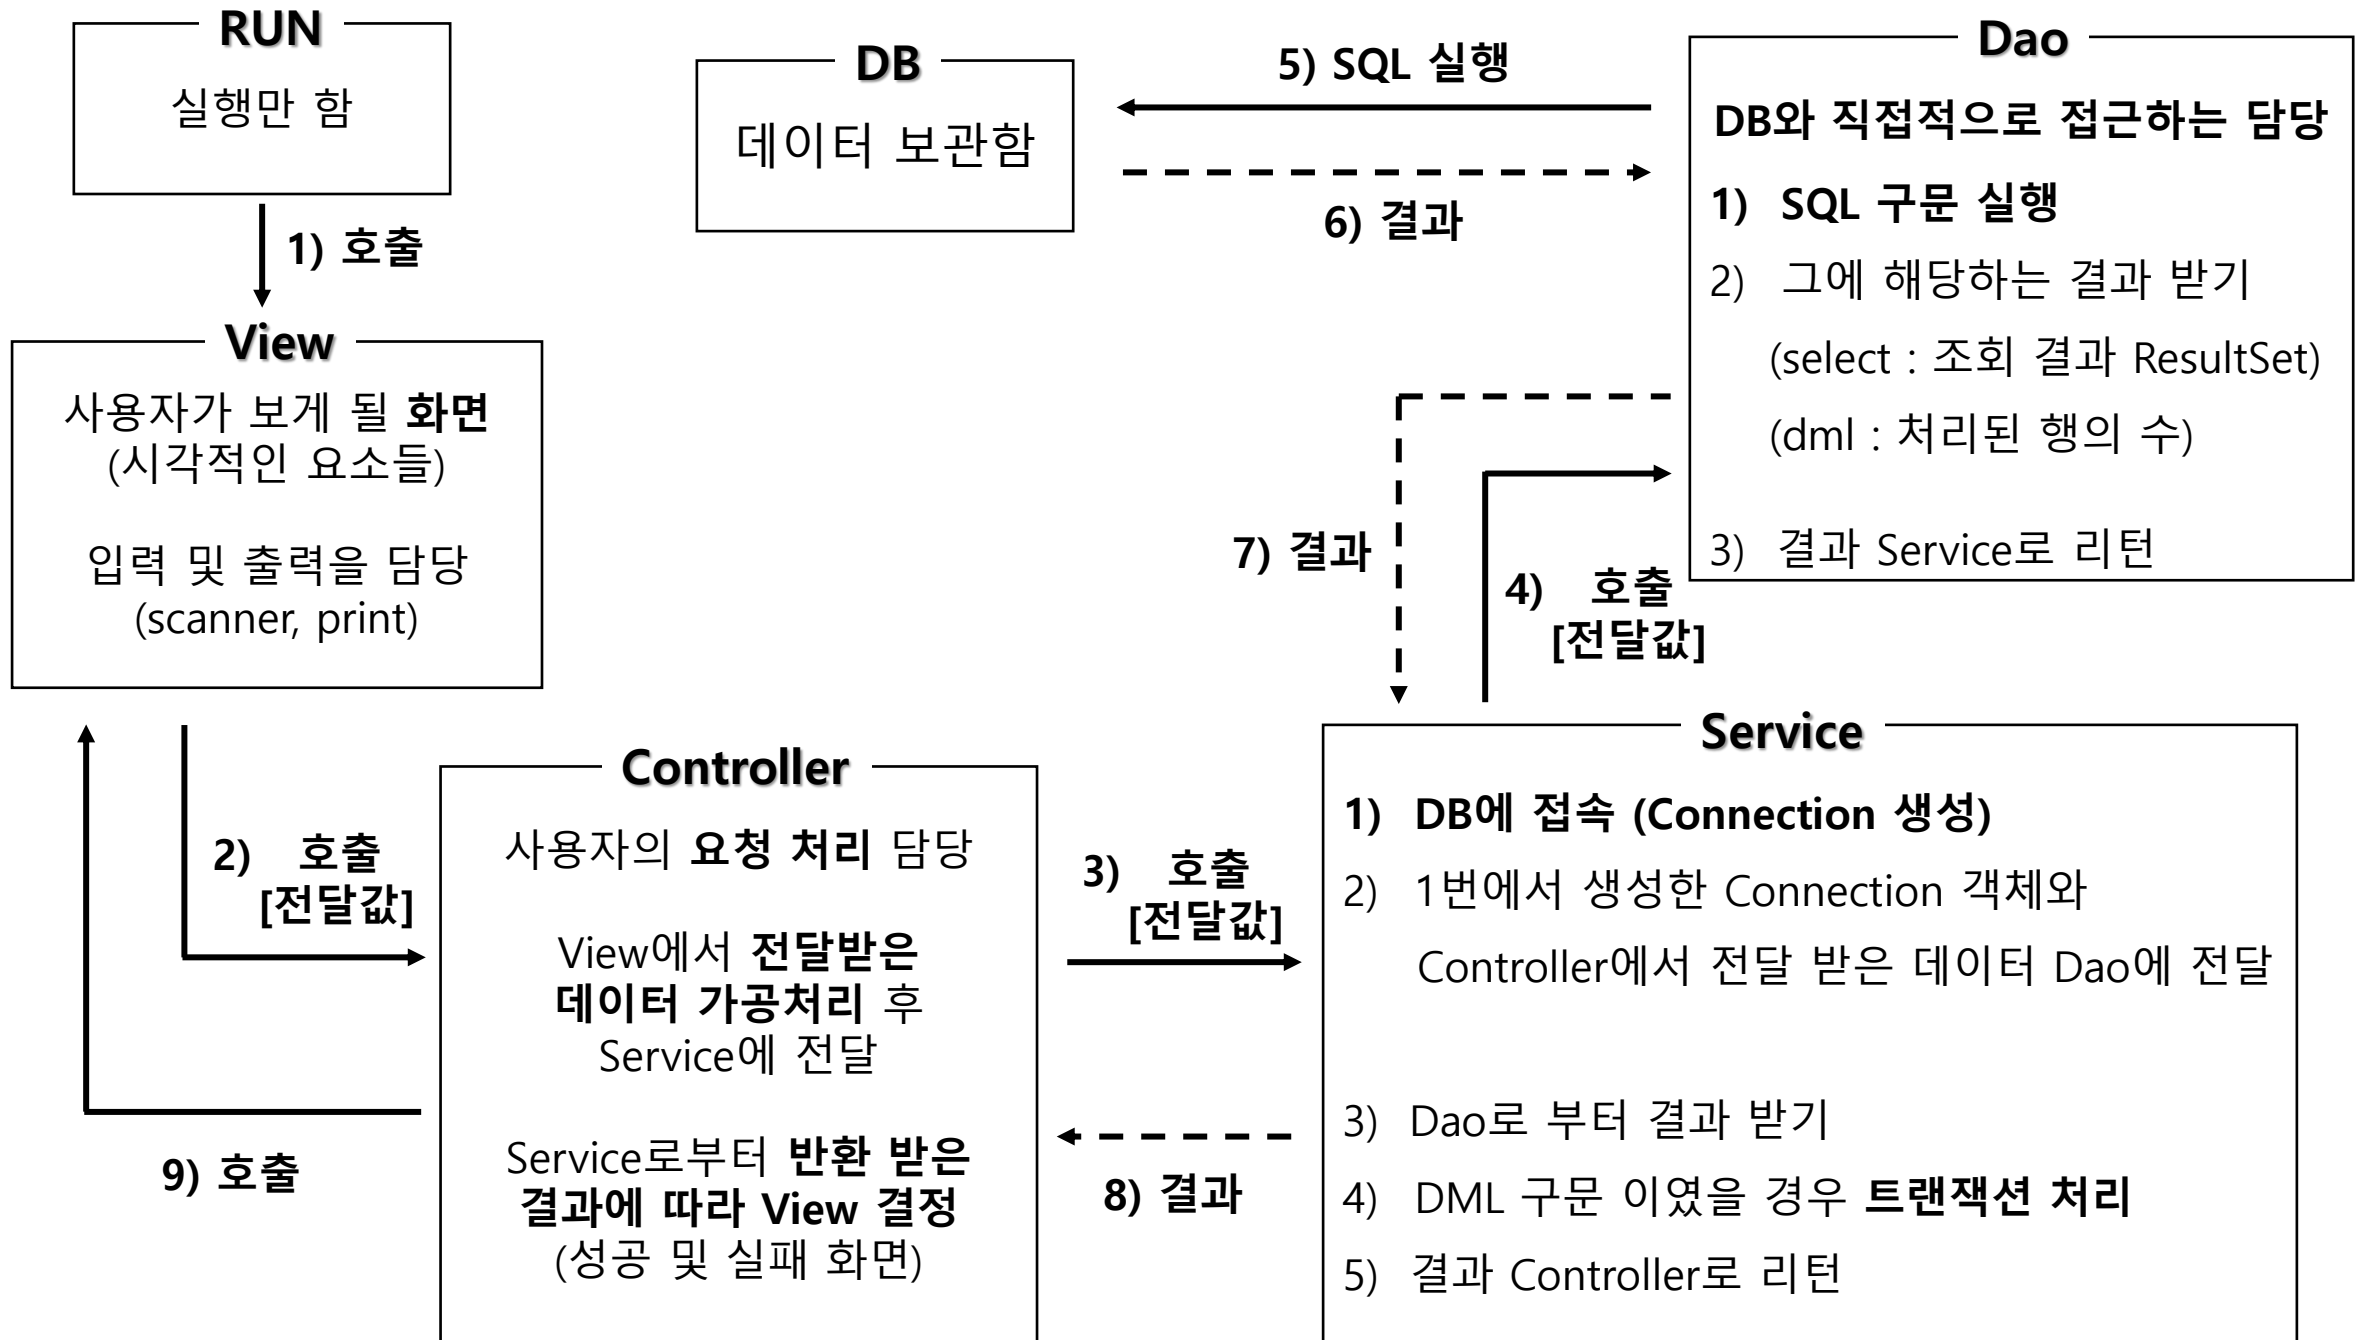 RUN
실행만 함
1) 호출
View
사용자가 보게 될 화면
(시각적인 요소들)
입력 및 출력을 담당
(scanner, print)
DB
데이터 보관함
5) SQL 실행
6) 결과
Dao
DB와 직접적으로 접근하는 담당
1) SQL 구문 실행
2) 그에 해당하는 결과 받기
(select : 조회 결과 ResultSet)
(dml : 처리된 행의 수)
3) 결과 Service로 리턴
7) 결과
4) 호출
[전달값]
2) 호출
[전달값]
9) 호출
Controller
사용자의 요청 처리 담당
View에서 전달받은
데이터 가공처리 후
Service에 전달
Service로부터 반환 받은
결과에 따라 View 결정
(성공 및 실패 화면)
3) 호출
[전달값]
8) 결과
Service
1) DB에 접속 (Connection 생성)
2) 1번에서 생성한 Connection 객체와
Controller에서 전달 받은 데이터 Dao에 전달
3) Dao로 부터 결과 받기
4) DML 구문 이였을 경우 트랜잭션 처리
5) 결과 Controller로 리턴